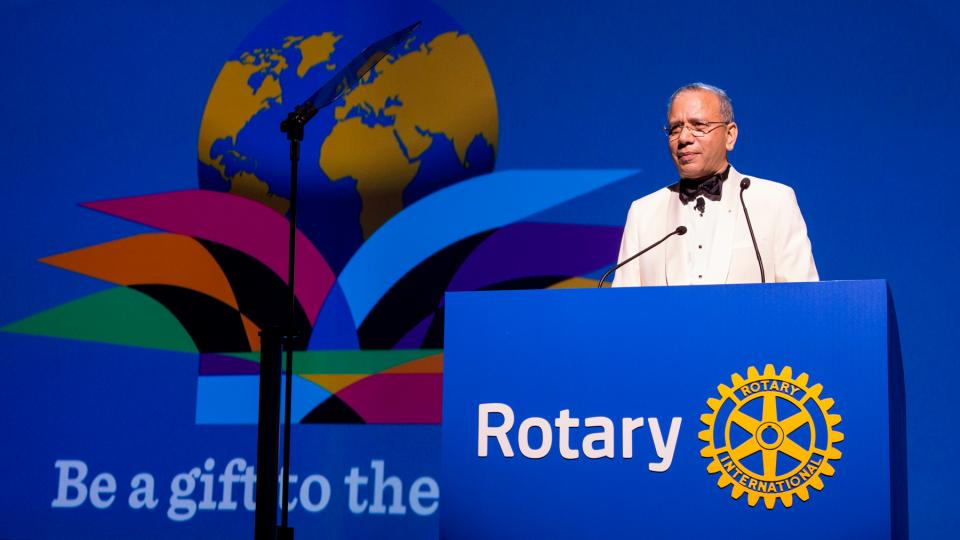 Be a gift to the
Rotary
ROTARY
INTERNATIONAL